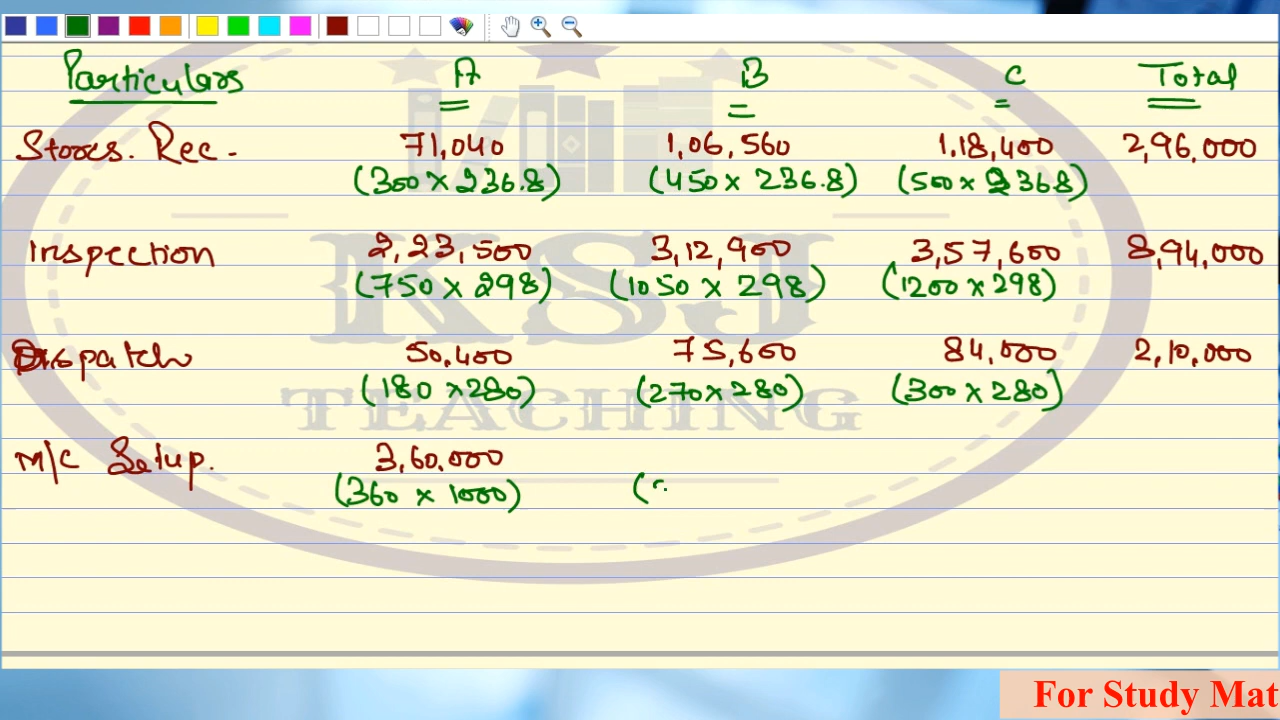 Particulars A B C Total
Stores. Rec. 71,040 1,06,560 1,18,400 2,96,000
(300 x 236.8) (450 x 236.8) (500 x 236.8)
Inspection 2,23,500 3,12,900 3,57,600 8,94,000
(750 x 298) (1050 x 298) (1200 x 298)
Dispatch 50,400 75,600 84,000 2,10,000
(180 x 280) (270 x 280) (300 x 280)
M/C Setup. 3,60,000
(360 x 1000) (
KSJ
TEACHING
For Study Mat